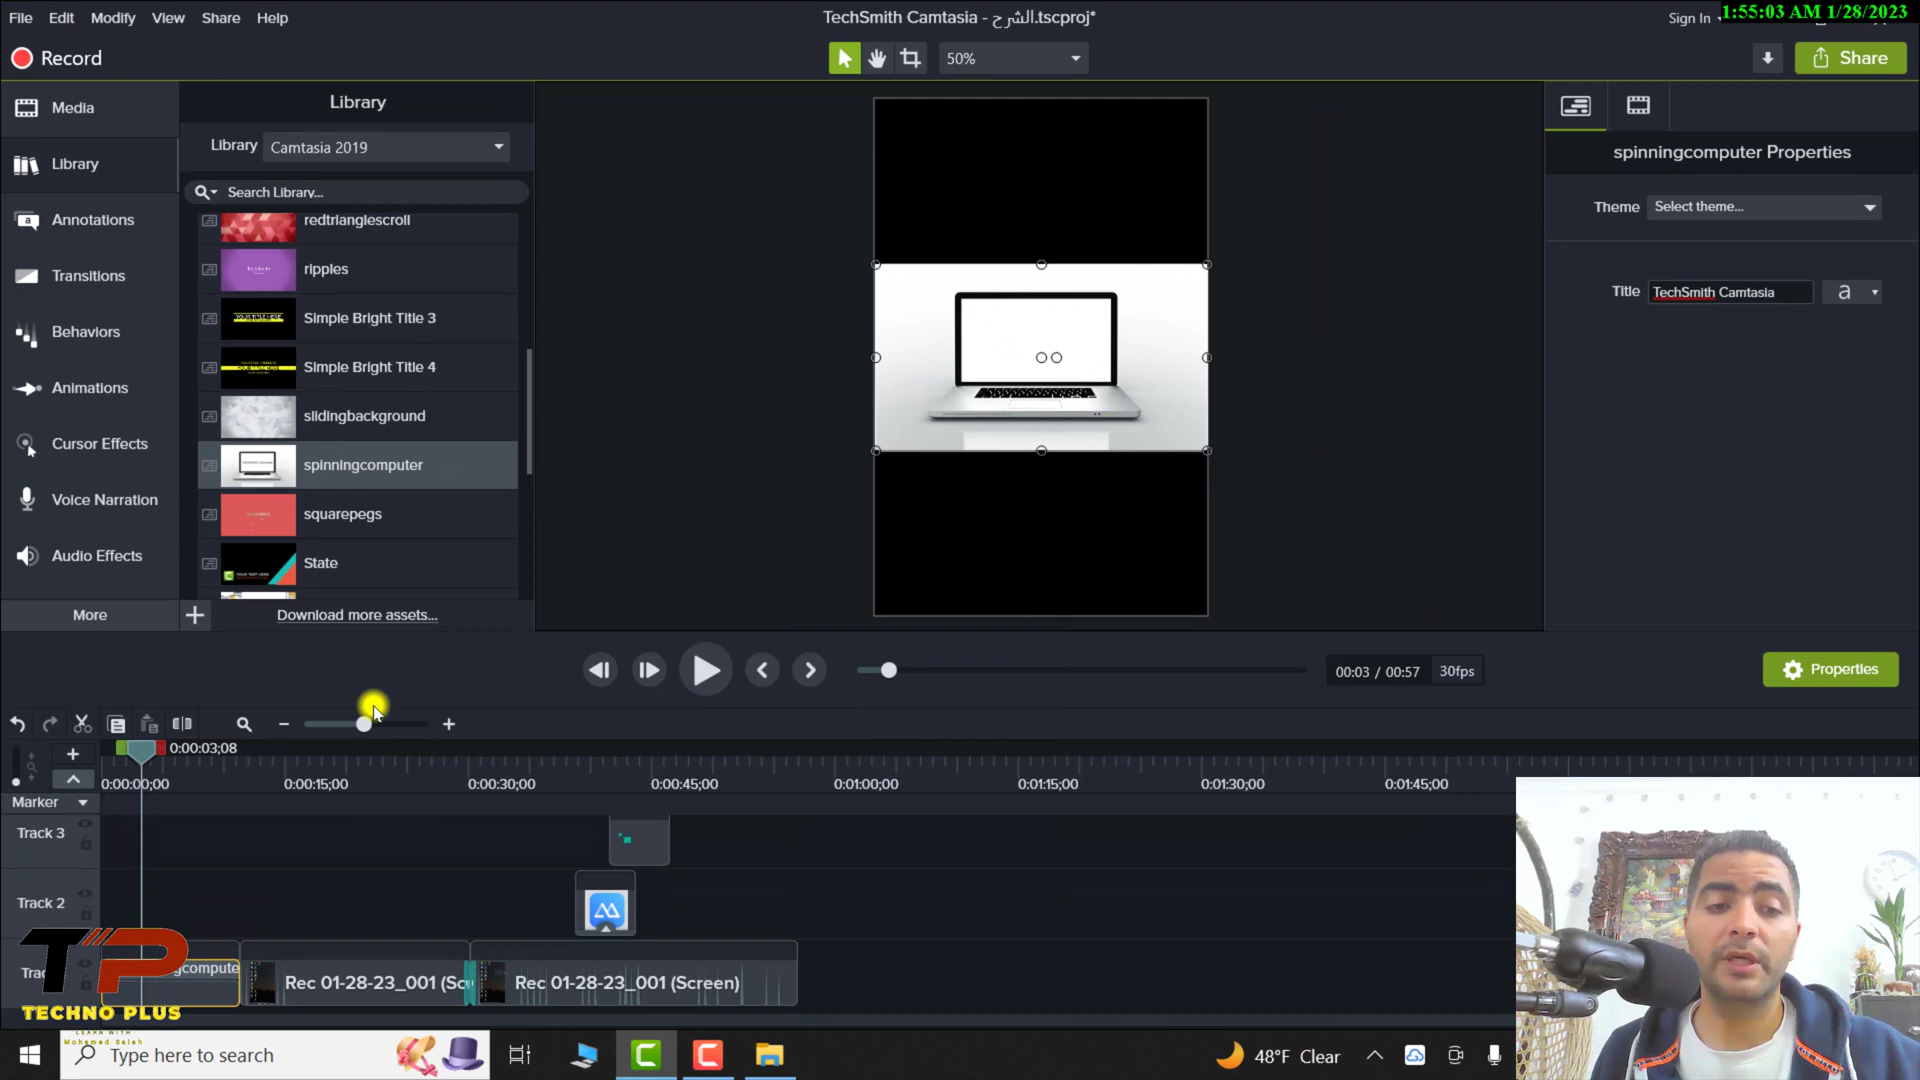 File Edit Modify View Share Help
TechSmith Camtasia - الشرح.tscproj*
Sign In
1:55:03 AM 1/28/2023
Record
50%
Share
Media
Library
Annotations
Transitions
Behaviors
Animations
Cursor Effects
Voice Narration
Audio Effects
More
Library
Library Camtasia 2019
Search Library...
redtrianglescroll
ripples
Simple Bright Title 3
Simple Bright Title 4
slidingbackground
spinningcomputer
squarepegs
State
Download more assets...
spinningcomputer Properties
Theme Select theme...
Title TechSmith Camtasia a
00:03 / 00:57 30fps
Properties
0:00:03;08
0:00:00;00 0:00:15;00 0:00:30;00 0:00:45;00 0:01:00;00 0:01:15;00 0:01:30;00 0:01:45;00
Marker
Track 3
Track 2
Rec 01-28-23_001 (Sc
Rec 01-28-23_001 (Screen)
TP
TECHNO PLUS
LEARN WITH
Mohamad Salah
Type here to search
48°F Clear